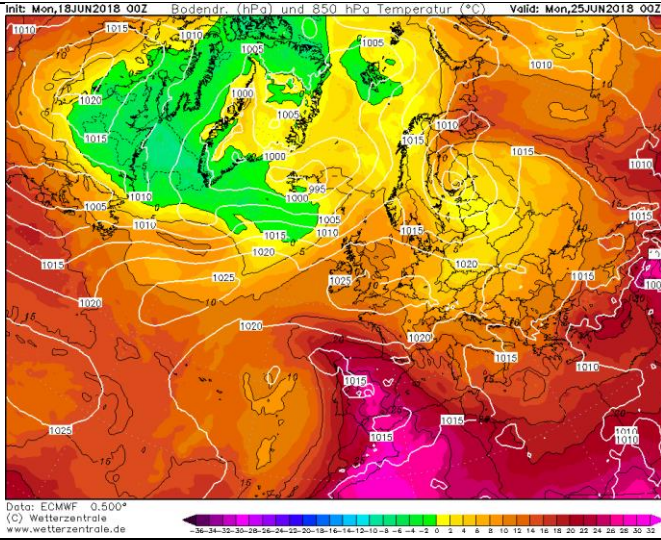 Init: Mon,18JUN2018 00Z Bodendr. (hPa) und 850 hPa Temperatur (°C) Valid: Mon,25JUN2018 00Z
1010 1015 1010 1005 1005 1010
1020 1000
1005
1015 1010 1015 1015
1000 1010
1010 995
1005 1000 1015
1010 1005
1015 1010
1015 1020 1020 1015
1025 1025
1020
1020 1020
1015 1010
1015
1015
1025 1015 1010
1010
Data: ECMWF 0.500°
(C) Wetterzentrale
www.wetterzentrale.de
-36-34-32-30-28-26-24-22-20-18-16-14-12-10 -8 -6 -4 -2 0 2 4 6 8 10 12 14 16 18 20 22 24 26 28 30 32